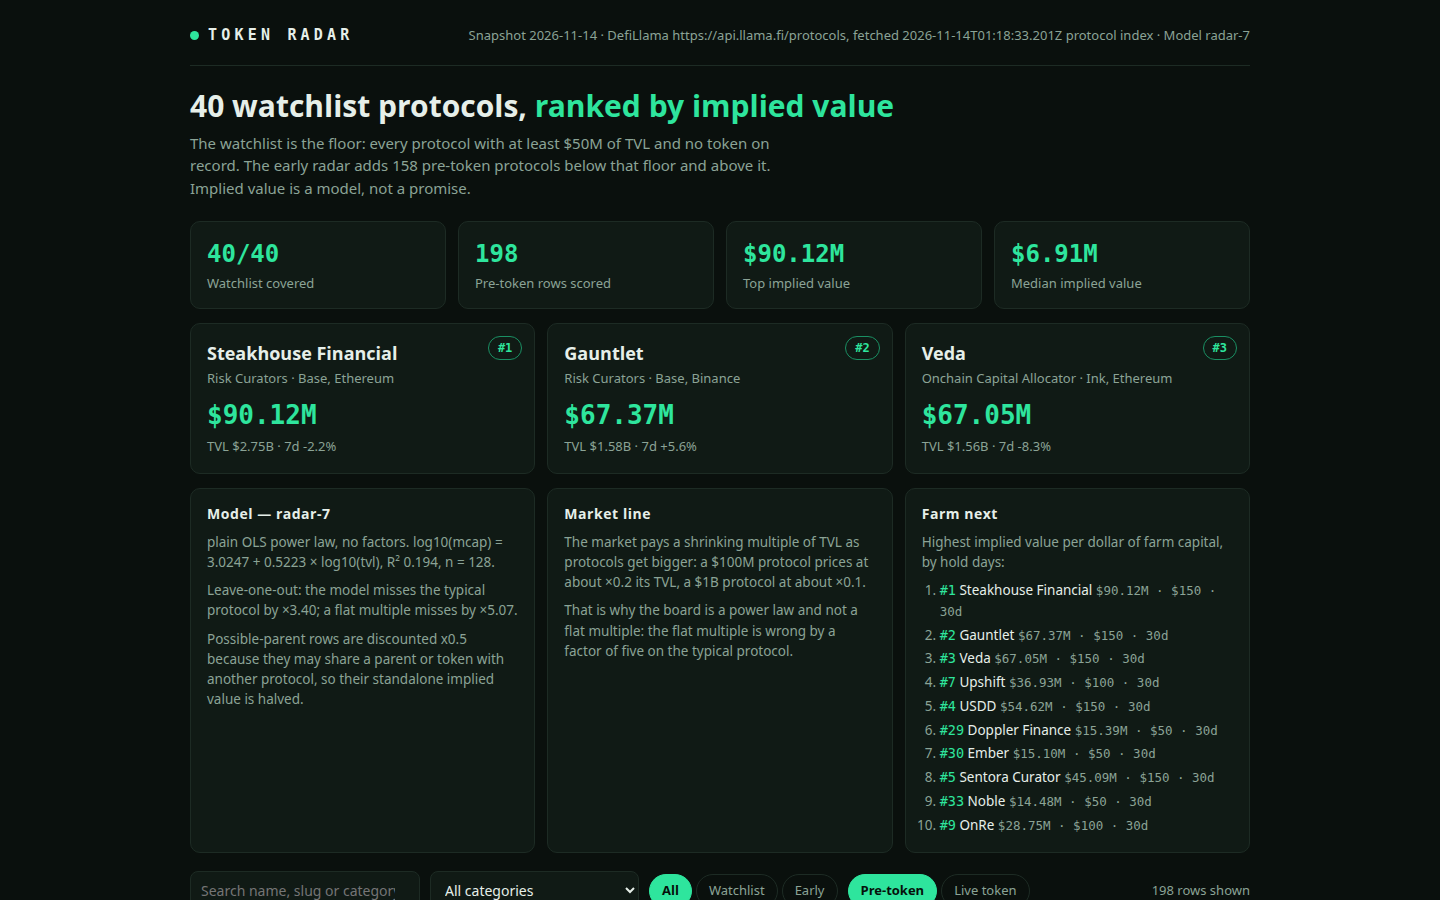 TOKEN RADAR
Snapshot 2026-11-14 · DefiLlama https://api.llama.fi/protocols, fetched 2026-11-14T01:18:33.201Z protocol index · Model radar-7
40 watchlist protocols, ranked by implied value
The watchlist is the floor: every protocol with at least $50M of TVL and no token on
record. The early radar adds 158 pre-token protocols below that floor and above it.
Implied value is a model, not a promise.
40/40
Watchlist covered
198
Pre-token rows scored
$90.12M
Top implied value
$6.91M
Median implied value
Steakhouse Financial
#1
Risk Curators · Base, Ethereum
$90.12M
TVL $2.75B · 7d -2.2%
Gauntlet
#2
Risk Curators · Base, Binance
$67.37M
TVL $1.58B · 7d +5.6%
Veda
#3
Onchain Capital Allocator · Ink, Ethereum
$67.05M
TVL $1.56B · 7d -8.3%
Model — radar-7
plain OLS power law, no factors. log10(mcap) =
3.0247 + 0.5223 × log10(tvl), R² 0.194, n = 128.
Leave-one-out: the model misses the typical
protocol by ×3.40; a flat multiple misses by ×5.07.
Possible-parent rows are discounted x0.5
because they may share a parent or token with
another protocol, so their standalone implied
value is halved.
Market line
The market pays a shrinking multiple of TVL as
protocols get bigger: a $100M protocol prices at
about ×0.2 its TVL, a $1B protocol at about ×0.1.
That is why the board is a power law and not a
flat multiple: the flat multiple is wrong by a
factor of five on the typical protocol.
Farm next
Highest implied value per dollar of farm capital,
by hold days:
1. #1 Steakhouse Financial $90.12M · $150 ·
30d
2. #2 Gauntlet $67.37M · $150 · 30d
3. #3 Veda $67.05M · $150 · 30d
4. #7 Upshift $36.93M · $100 · 30d
5. #4 USDD $54.62M · $150 · 30d
6. #29 Doppler Finance $15.39M · $50 · 30d
7. #30 Ember $15.10M · $50 · 30d
8. #5 Sentora Curator $45.09M · $150 · 30d
9. #33 Noble $14.48M · $50 · 30d
10. #9 OnRe $28.75M · $100 · 30d
Search name, slug or categor
All categories
All
Watchlist
Early
Pre-token
Live token
198 rows shown